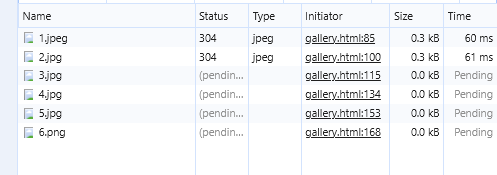 Name Status Type Initiator Size Time
1.jpeg 304 jpeg gallery.html:85 0.3 kB 60 ms
2.jpg 304 jpeg gallery.html:100 0.3 kB 61 ms
3.jpg (pendin... gallery.html:115 0.0 kB Pending
4.jpg (pendin... gallery.html:134 0.0 kB Pending
5.jpg (pendin... gallery.html:153 0.0 kB Pending
6.png (pendin... gallery.html:168 0.0 kB Pending